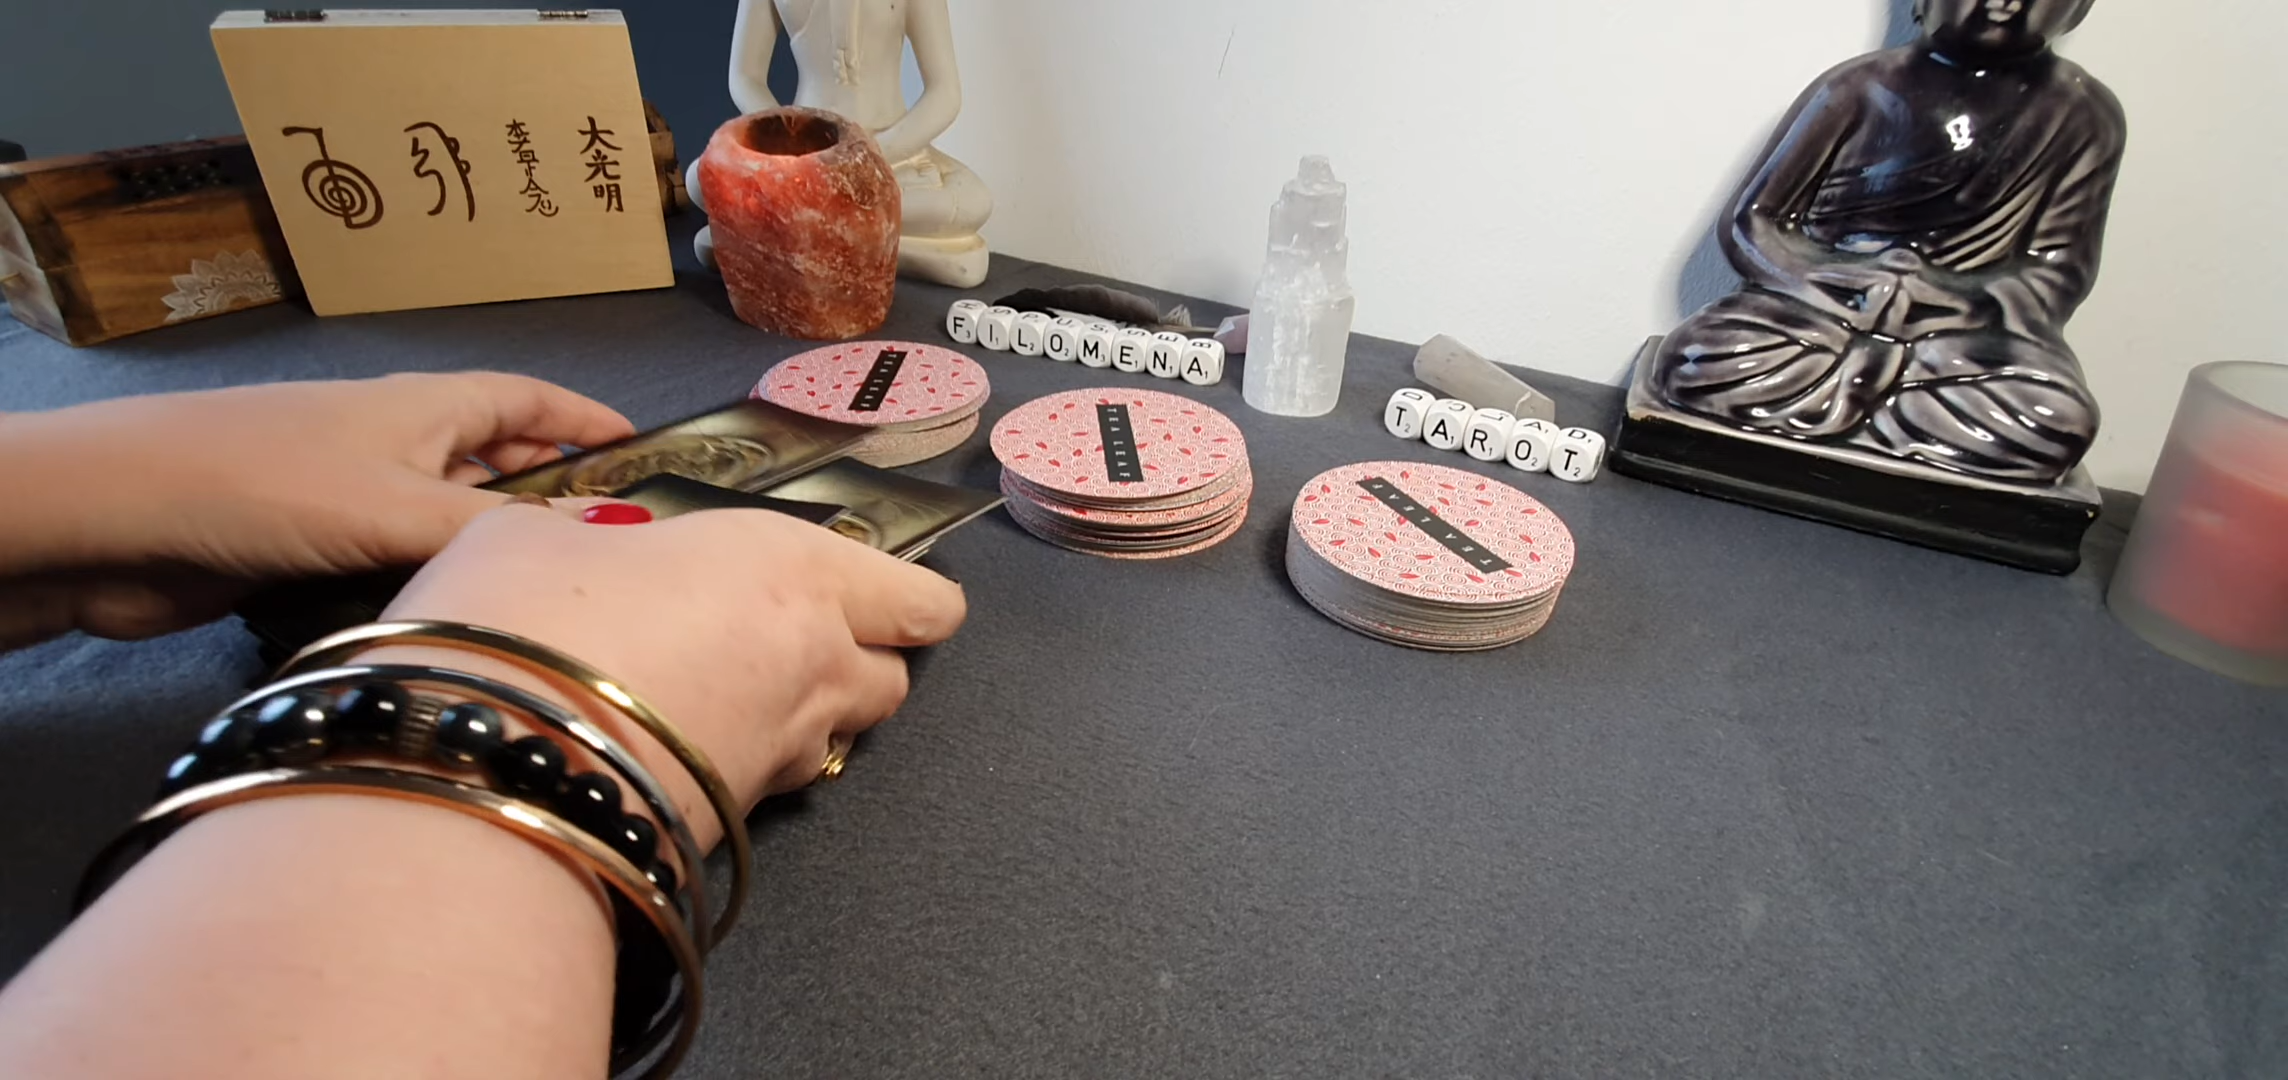 大光明
FILOMENA
TAROT
TEA LEAF
TEA LEAF
TEA LEAF